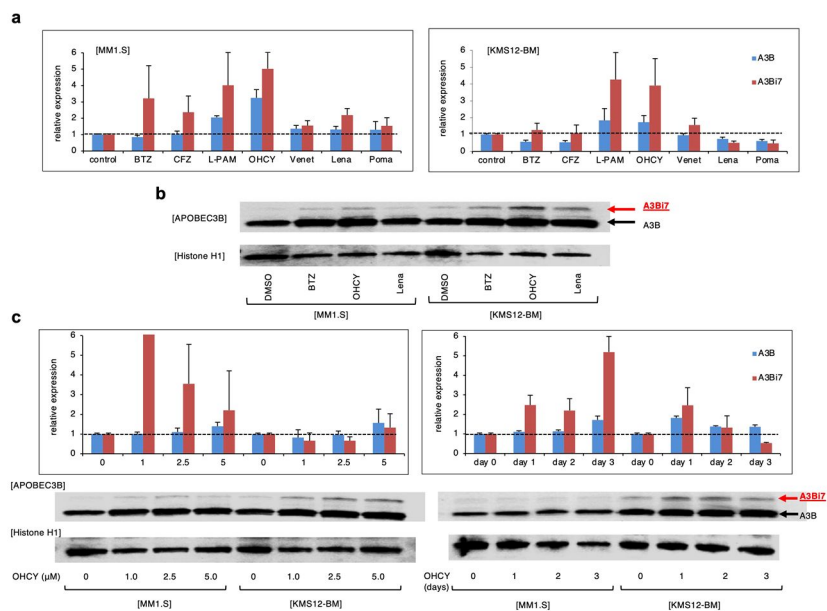 a
[MM1.S]
relative expression
6
5
4
3
2
1
0
control BTZ CFZ L-PAM OHCY Venet Lena Poma
[KMS12-BM]
relative expression
6
5
4
3
2
1
0
control BTZ CFZ L-PAM OHCY Venet Lena Poma
A3B
A3Bi7
b
[APOBEC3B]
A3Bi7
A3B
[Histone H1]
DMSO BTZ OHCY Lena DMSO BTZ OHCY Lena
[MM1.S] [KMS12-BM]
c
relative expression
6
5
4
3
2
1
0
0 1 2.5 5 0 1 2.5 5
relative expression
6
5
4
3
2
1
0
day 0 day 1 day 2 day 3 day 0 day 1 day 2 day 3
A3B
A3Bi7
[APOBEC3B]
A3Bi7
A3B
[Histone H1]
OHCY (μM) 0 1.0 2.5 5.0 0 1.0 2.5 5.0
[MM1.S] [KMS12-BM]
OHCY (days) 0 1 2 3 0 1 2 3
[MM1.S] [KMS12-BM]